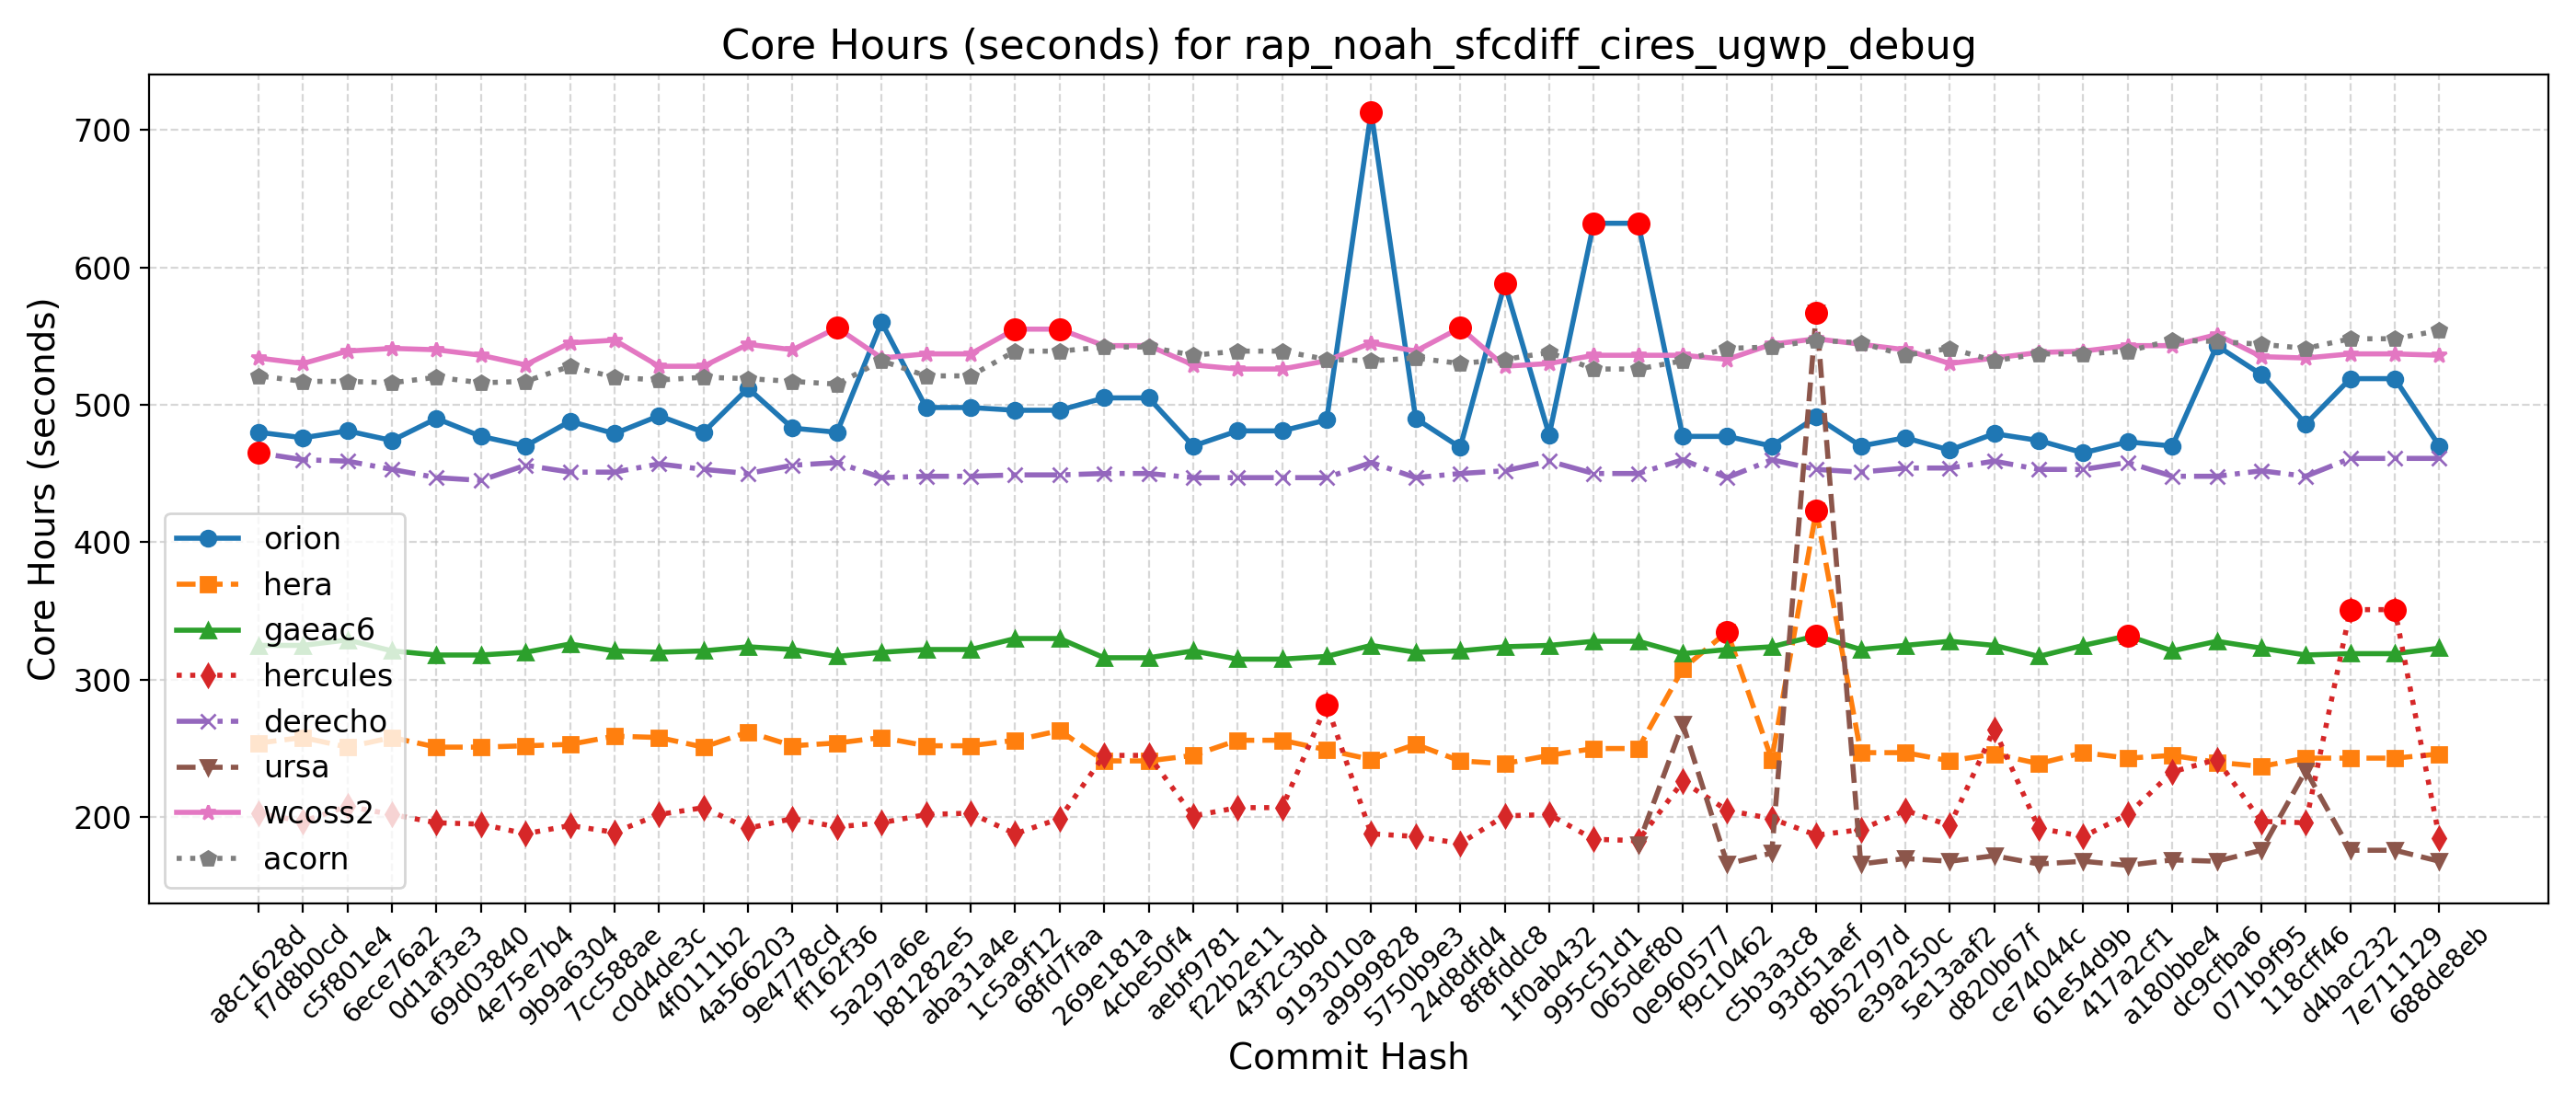 Core Hours (seconds) for rap_noah_sfcdiff_cires_ugwp_debug
Core Hours (seconds)
700
600
500
400
300
200
orion
hera
gaeac6
hercules
derecho
ursa
wcoss2
acorn
a8c1628d
f7d8b0cd
c5f801e4
6ece76a2
0d1af3e3
69d03840
4e75e7b4
9b9a6304
7cc588ae
c0d4de3c
4f0111b2
4a566203
9e4778cd
ff162f36
5a297a6e
b81282e5
aba31a4e
1c5a9f12
68fd7faa
269e181a
4cbe50f4
aebf9781
f22b2e11
43f2c3bd
9193010a
a9999828
5750b9e3
24d8dfd4
8f8fddc8
1f0ab432
995c51d1
065def80
0e960577
f9c10462
c5b3a3c8
93d51aef
8b52797d
e39a250c
5e13aaf2
d820b67f
ce74044c
61e54d9b
417a2cf1
a180bbe4
dc9cfba6
071b9f95
118cff46
d4bac232
7e711129
688de8eb
Commit Hash